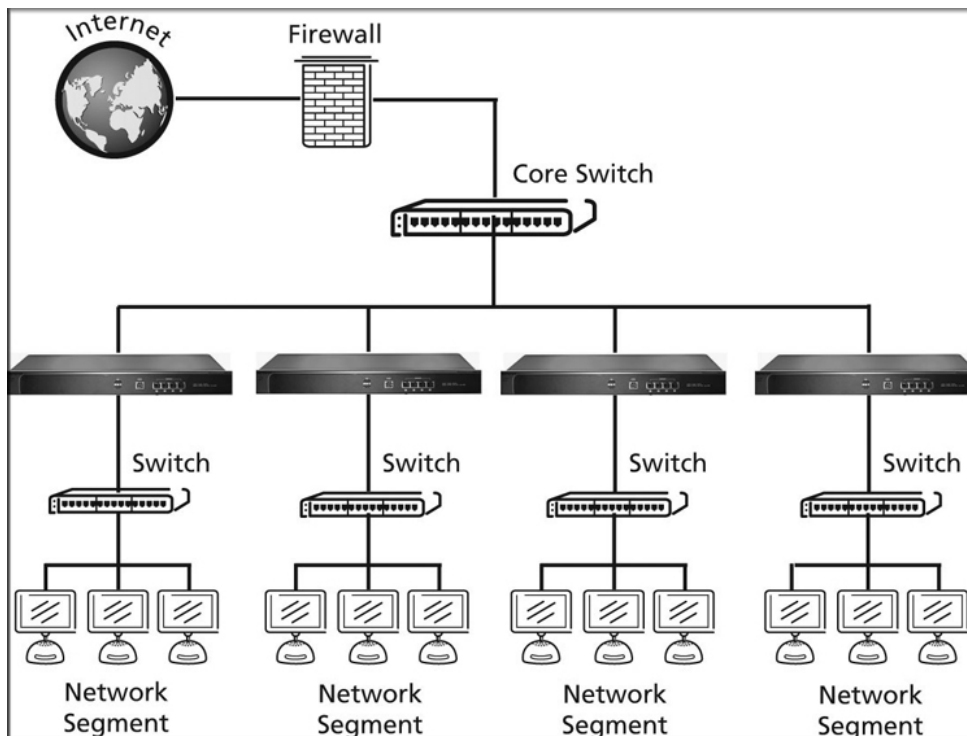 Internet
Firewall
Core Switch
Switch
Switch
Switch
Switch
Network
Segment
Network
Segment
Network
Segment
Network
Segment